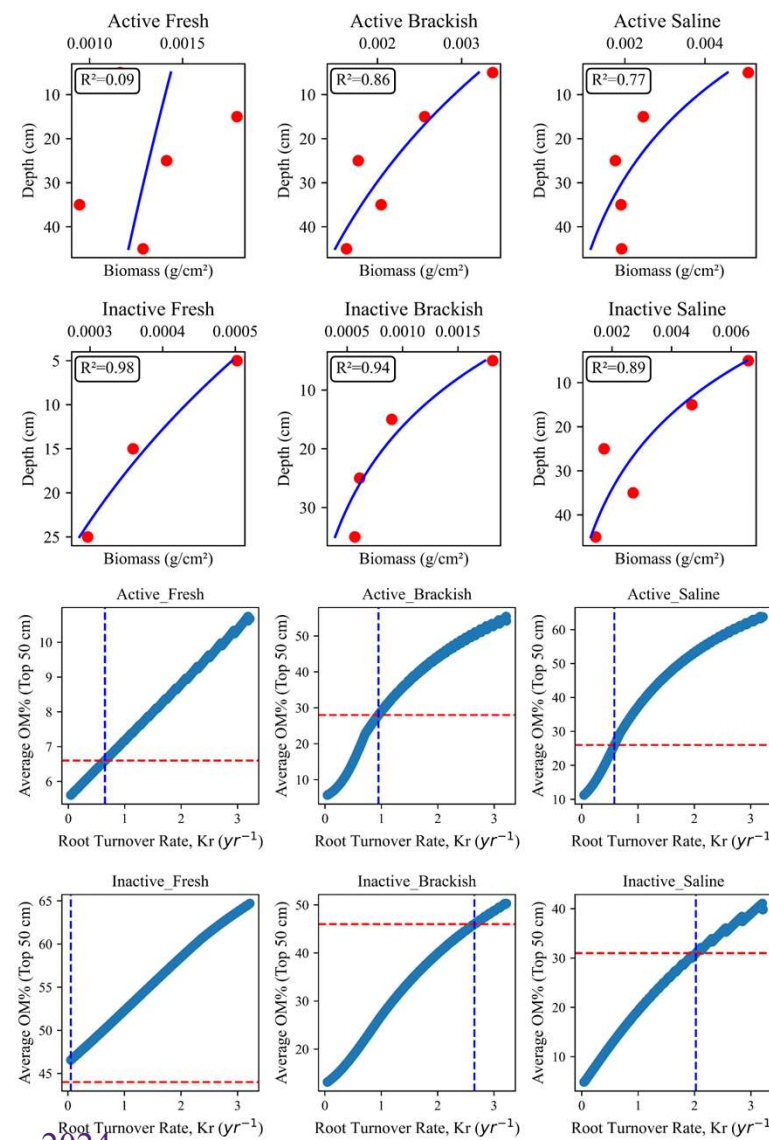 Active Fresh
0.0010 0.0015
R²=0.09
10
20
30
40
Depth (cm)
Biomass (g/cm²)
Active Brackish
0.002 0.003
R²=0.86
10
20
30
40
Depth (cm)
Biomass (g/cm²)
Active Saline
0.002 0.004
R²=0.77
10
20
30
40
Depth (cm)
Biomass (g/cm²)
Inactive Fresh
0.0003 0.0004 0.0005
R²=0.98
5
10
15
20
25
Depth (cm)
Biomass (g/cm²)
Inactive Brackish
0.0005 0.0010 0.0015
R²=0.94
10
20
30
Depth (cm)
Biomass (g/cm²)
Inactive Saline
0.002 0.004 0.006
R²=0.89
10
20
30
40
Depth (cm)
Biomass (g/cm²)
Active_Fresh
10
9
8
7
6
Average OM% (Top 50 cm)
0 1 2 3
Root Turnover Rate, Kr (yr⁻¹)
Active_Brackish
50
40
30
20
10
Average OM% (Top 50 cm)
0 1 2 3
Root Turnover Rate, Kr (yr⁻¹)
Active_Saline
60
50
40
30
20
10
Average OM% (Top 50 cm)
0 1 2 3
Root Turnover Rate, Kr (yr⁻¹)
Inactive_Fresh
65
60
55
50
45
Average OM% (Top 50 cm)
0 1 2 3
Root Turnover Rate, Kr (yr⁻¹)
Inactive_Brackish
50
40
30
20
Average OM% (Top 50 cm)
0 1 2 3
Root Turnover Rate, Kr (yr⁻¹)
Inactive_Saline
40
30
20
10
Average OM% (Top 50 cm)
0 1 2 3
Root Turnover Rate, Kr (yr⁻¹)